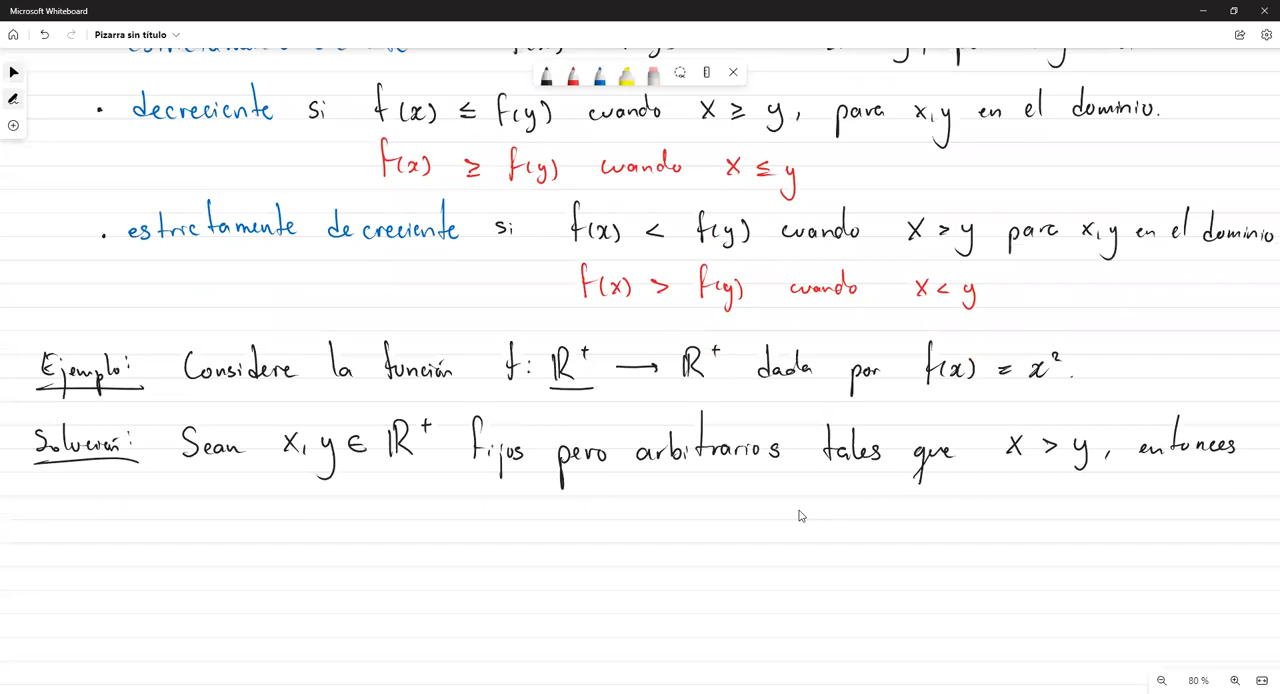 Microsoft Whiteboard
Pizarra sin título
• decreciente si f(x) ≤ f(y) cuando x ≥ y, para x,y en el dominio.
f(x) ≥ f(y) cuando x ≤ y
• estrictamente decreciente si f(x) < f(y) cuando x > y para x,y en el dominio
f(x) > f(y) cuando x < y
Ejemplo: Considere la función f: ℝ⁺ → ℝ⁺ dada por f(x) = x².
Solución: Sean x, y ∈ ℝ⁺ fijos pero arbitrarios tales que x > y, entonces
80 %